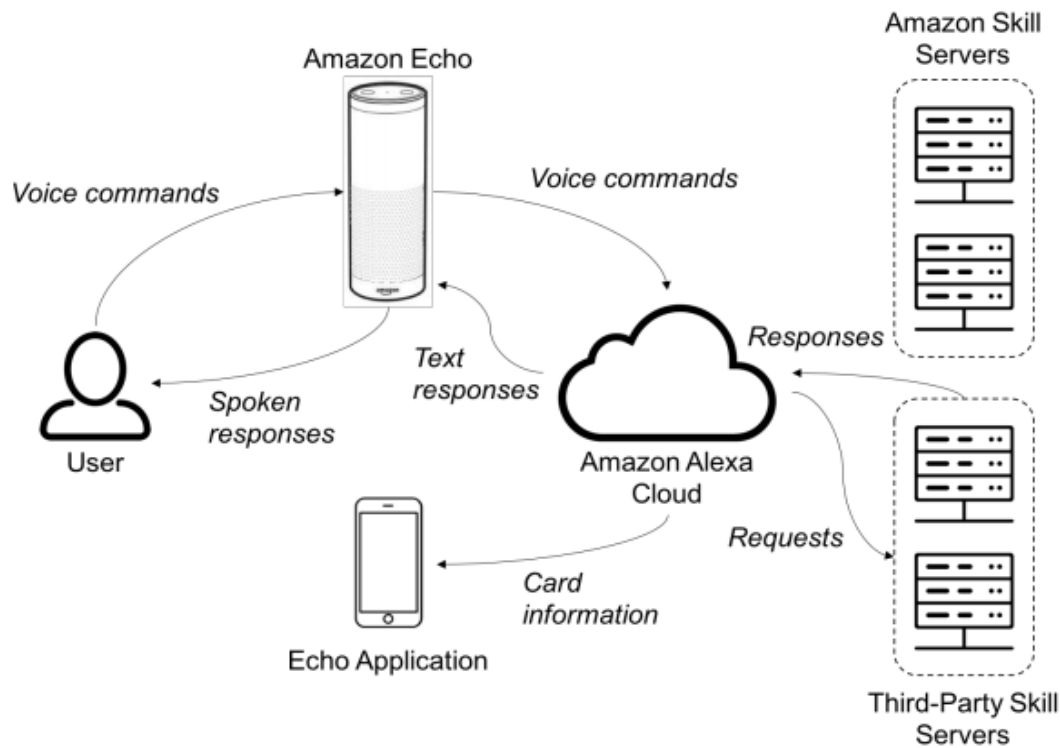 Amazon Skill
Servers
Amazon Echo
Voice commands
Voice commands
amazon
Responses
Text
responses
Spoken
responses
User
Amazon Alexa
Cloud
Requests
Card
information
Echo Application
Third-Party Skill
Servers